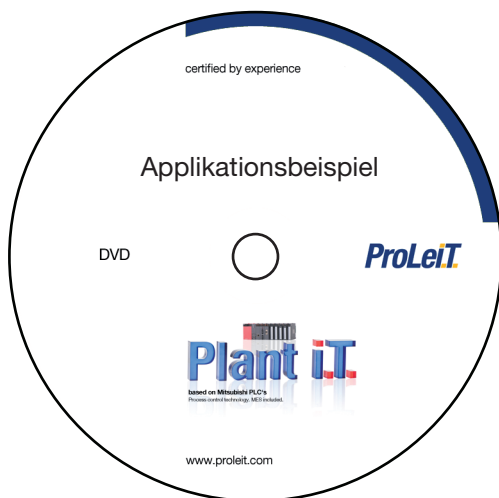 certified by experience
Applikationsbeispiel
DVD
ProLeiT
Plant iT
based on Mitsubishi PLC's
Process control technology. MES included.
www.proleit.com